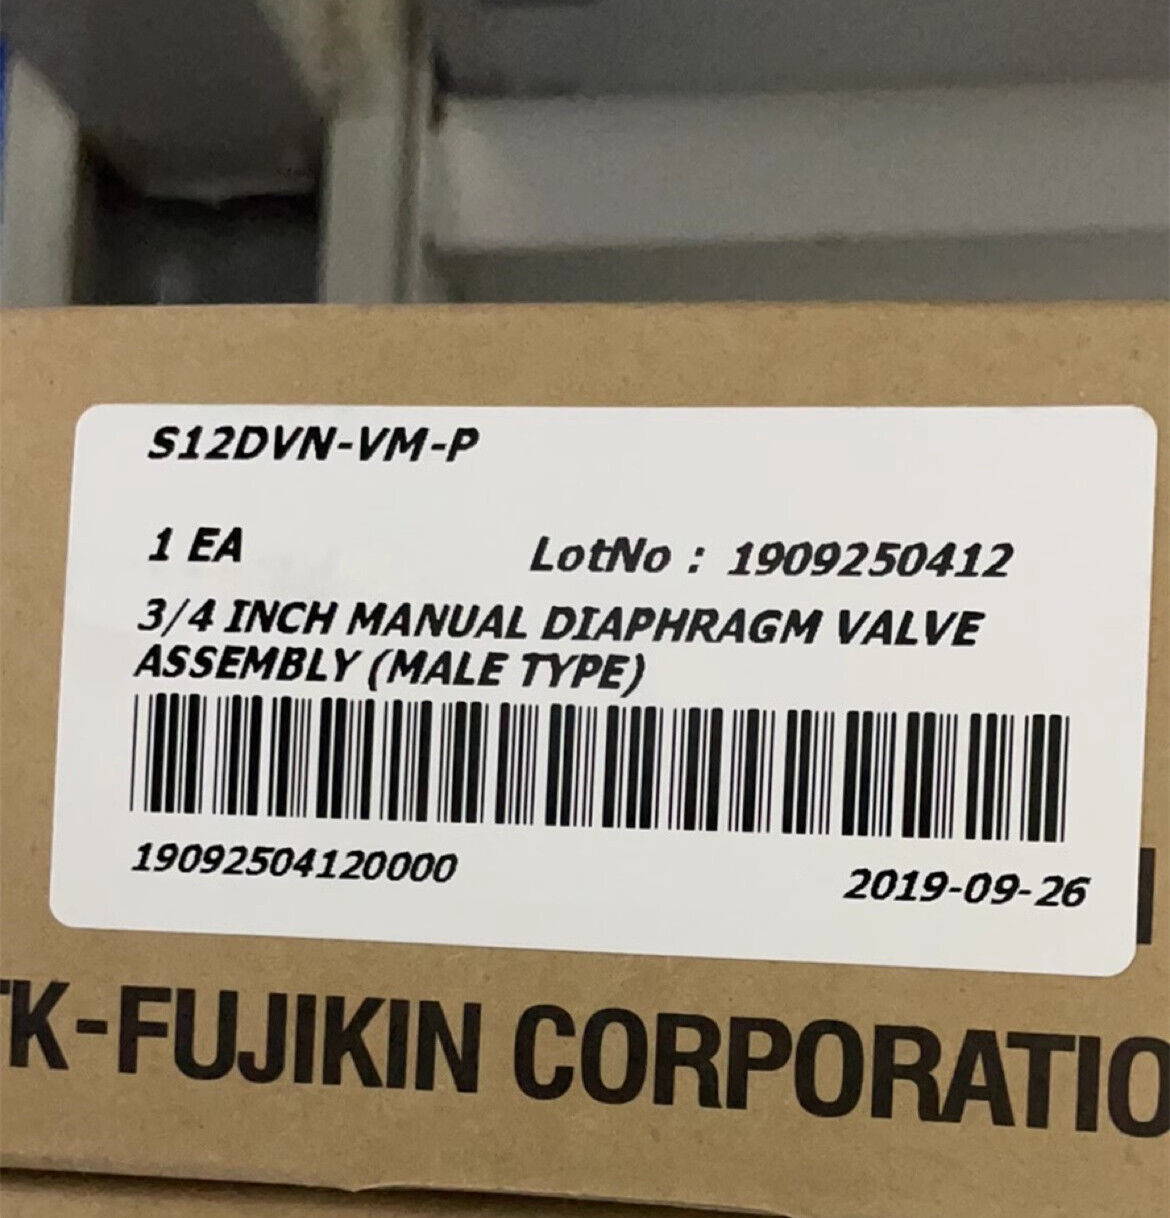 S12DVN-VM-P
1 EA LotNo : 1909250412
3/4 INCH MANUAL DIAPHRAGM VALVE
ASSEMBLY (MALE TYPE)
19092504120000 2019-09-26
TK-FUJIKIN CORPORATIO